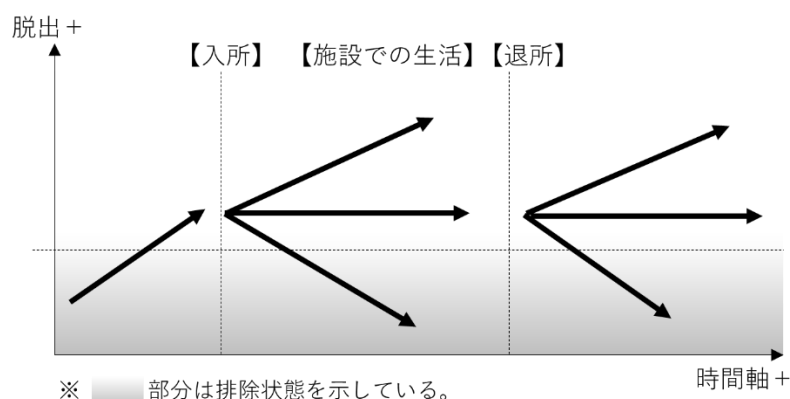 脱出＋
【入所】 【施設での生活】【退所】
時間軸＋
※ 部分は排除状態を示している。